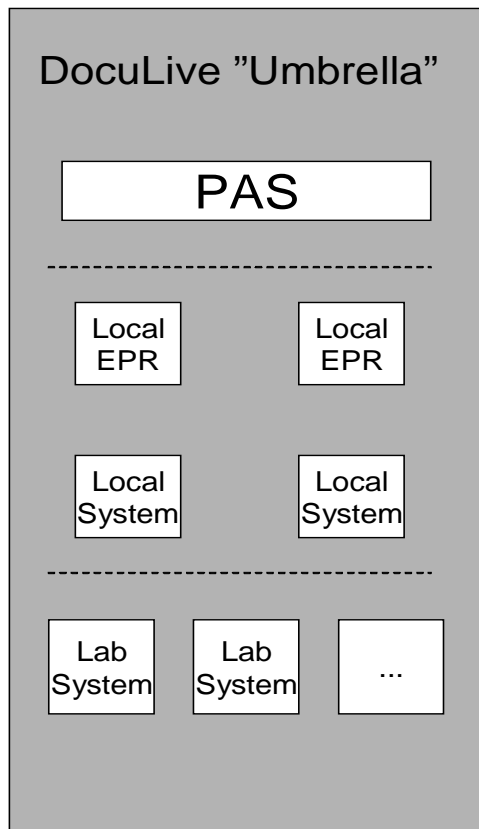 DocuLive ”Umbrella”
PAS
Local Local
EPR EPR
Local Local
System System
Lab Lab ...
System System